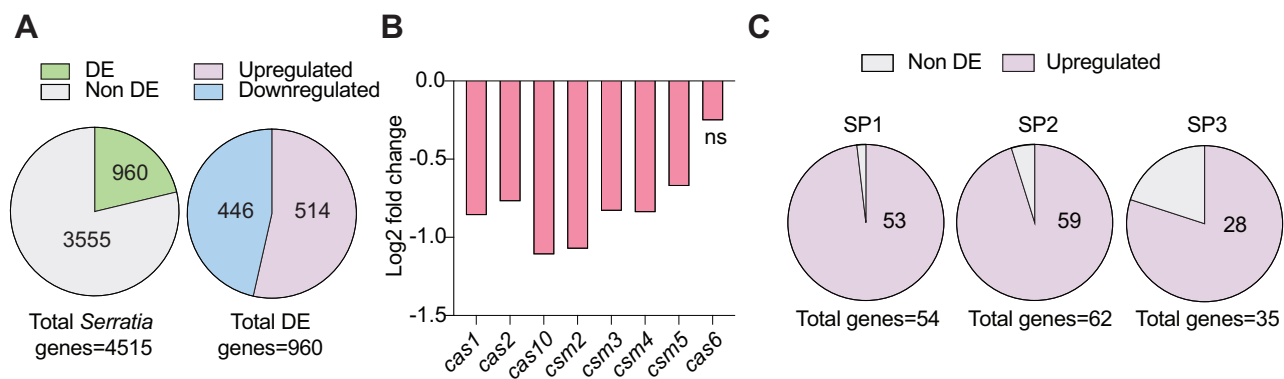 A
DE
Non DE
Upregulated
Downregulated
960
3555
446
514
Total Serratia
genes=4515
Total DE
genes=960
B
Log2 fold change
0.0
-0.5
-1.0
-1.5
ns
cas1
cas2
cas10
csm2
csm3
csm4
csm5
cas6
C
Non DE
Upregulated
SP1
SP2
SP3
53
59
28
Total genes=54
Total genes=62
Total genes=35